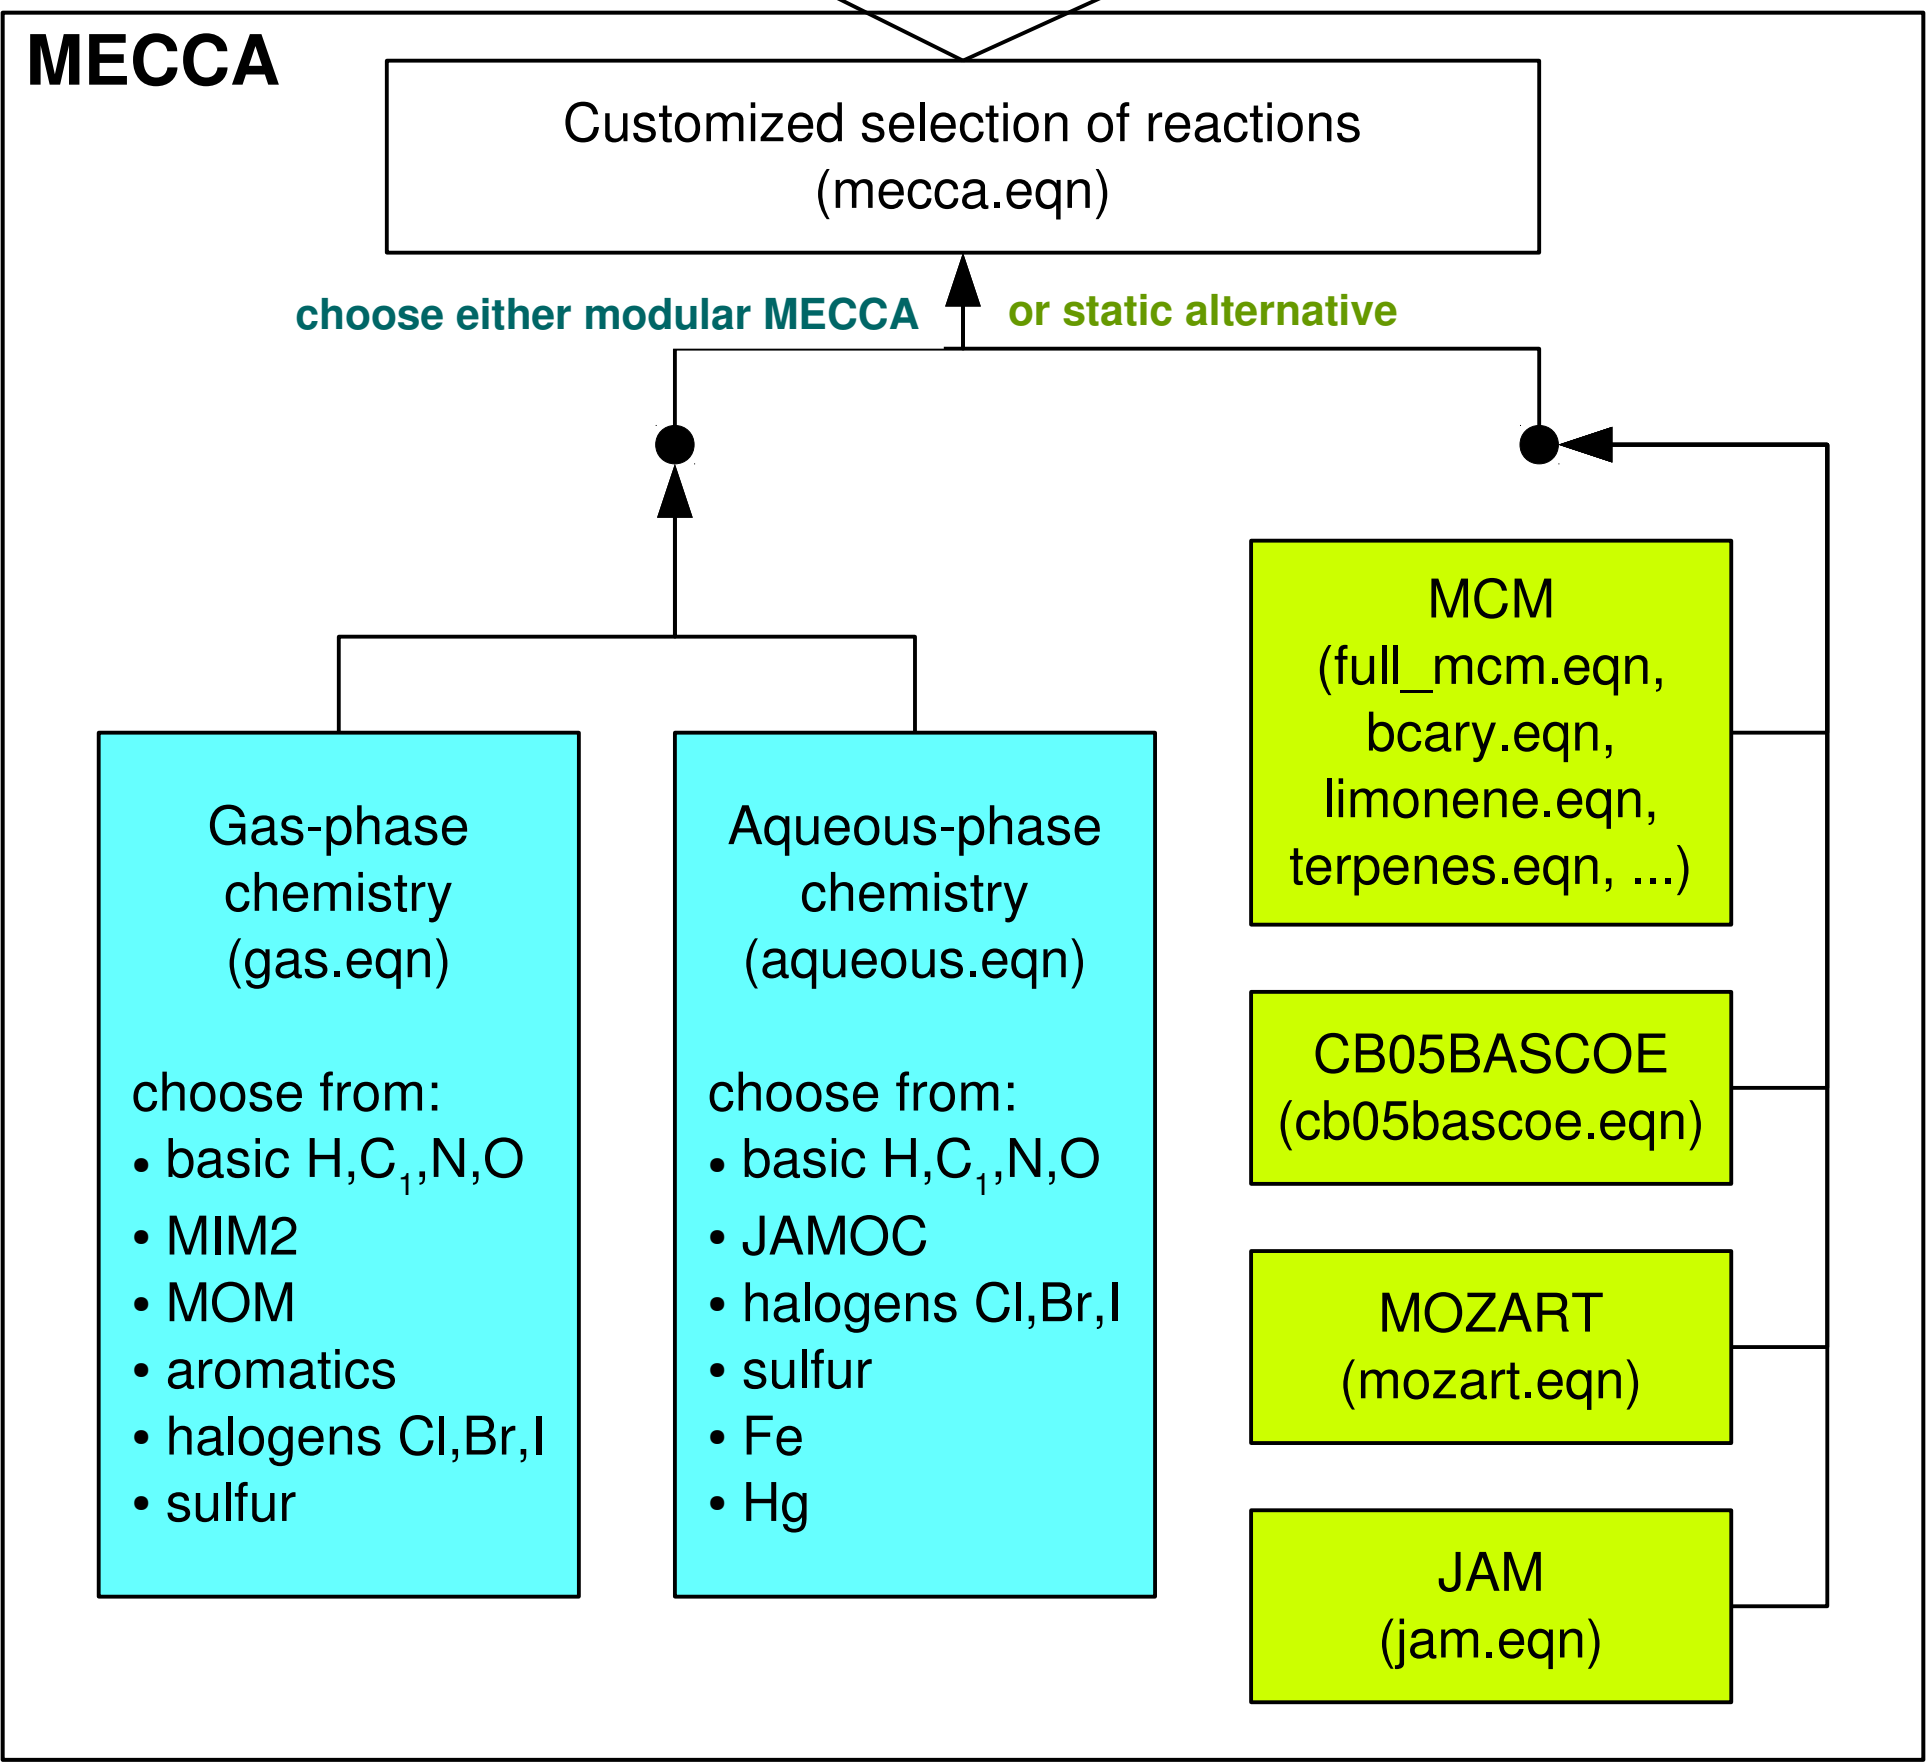 MECCA
Customized selection of reactions
(mecca.eqn)
choose either modular MECCA
or static alternative
Gas-phase
chemistry
(gas.eqn)
choose from:
• basic H,C₁,N,O
• MIM2
• MOM
• aromatics
• halogens Cl,Br,I
• sulfur
Aqueous-phase
chemistry
(aqueous.eqn)
choose from:
• basic H,C₁,N,O
• JAMOC
• halogens Cl,Br,I
• sulfur
• Fe
• Hg
MCM
(full_mcm.eqn,
bcary.eqn,
limonene.eqn,
terpenes.eqn, ...)
CB05BASCOE
(cb05bascoe.eqn)
MOZART
(mozart.eqn)
JAM
(jam.eqn)